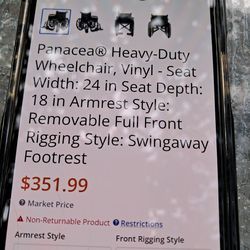 Panacea® Heavy-Duty
Wheelchair, Vinyl - Seat
Width: 24 in Seat Depth:
18 in Armrest Style:
Removable Full Front
Rigging Style: Swingaway
Footrest
$351.99
Market Price
Non-Returnable Product Restrictions
Armrest Style Front Rigging Style